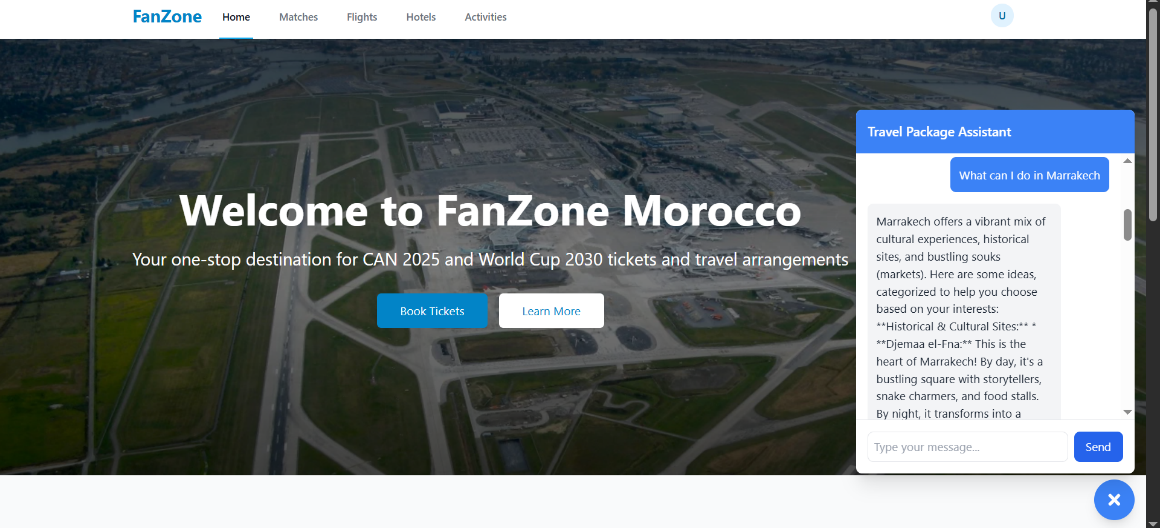 FanZone
Home Matches Flights Hotels Activities
U
Welcome to FanZone Morocco
Your one-stop destination for CAN 2025 and World Cup 2030 tickets and travel arrangements
Book Tickets
Learn More
Travel Package Assistant
What can I do in Marrakech
Marrakech offers a vibrant mix of
cultural experiences, historical
sites, and bustling souks
(markets). Here are some ideas,
categorized to help you choose
based on your interests:
**Historical & Cultural Sites:** *
**Djemaa el-Fna:** This is the
heart of Marrakech! By day, it's a
bustling square with storytellers,
snake charmers, and food stalls.
By night, it transforms into a
Type your message...
Send